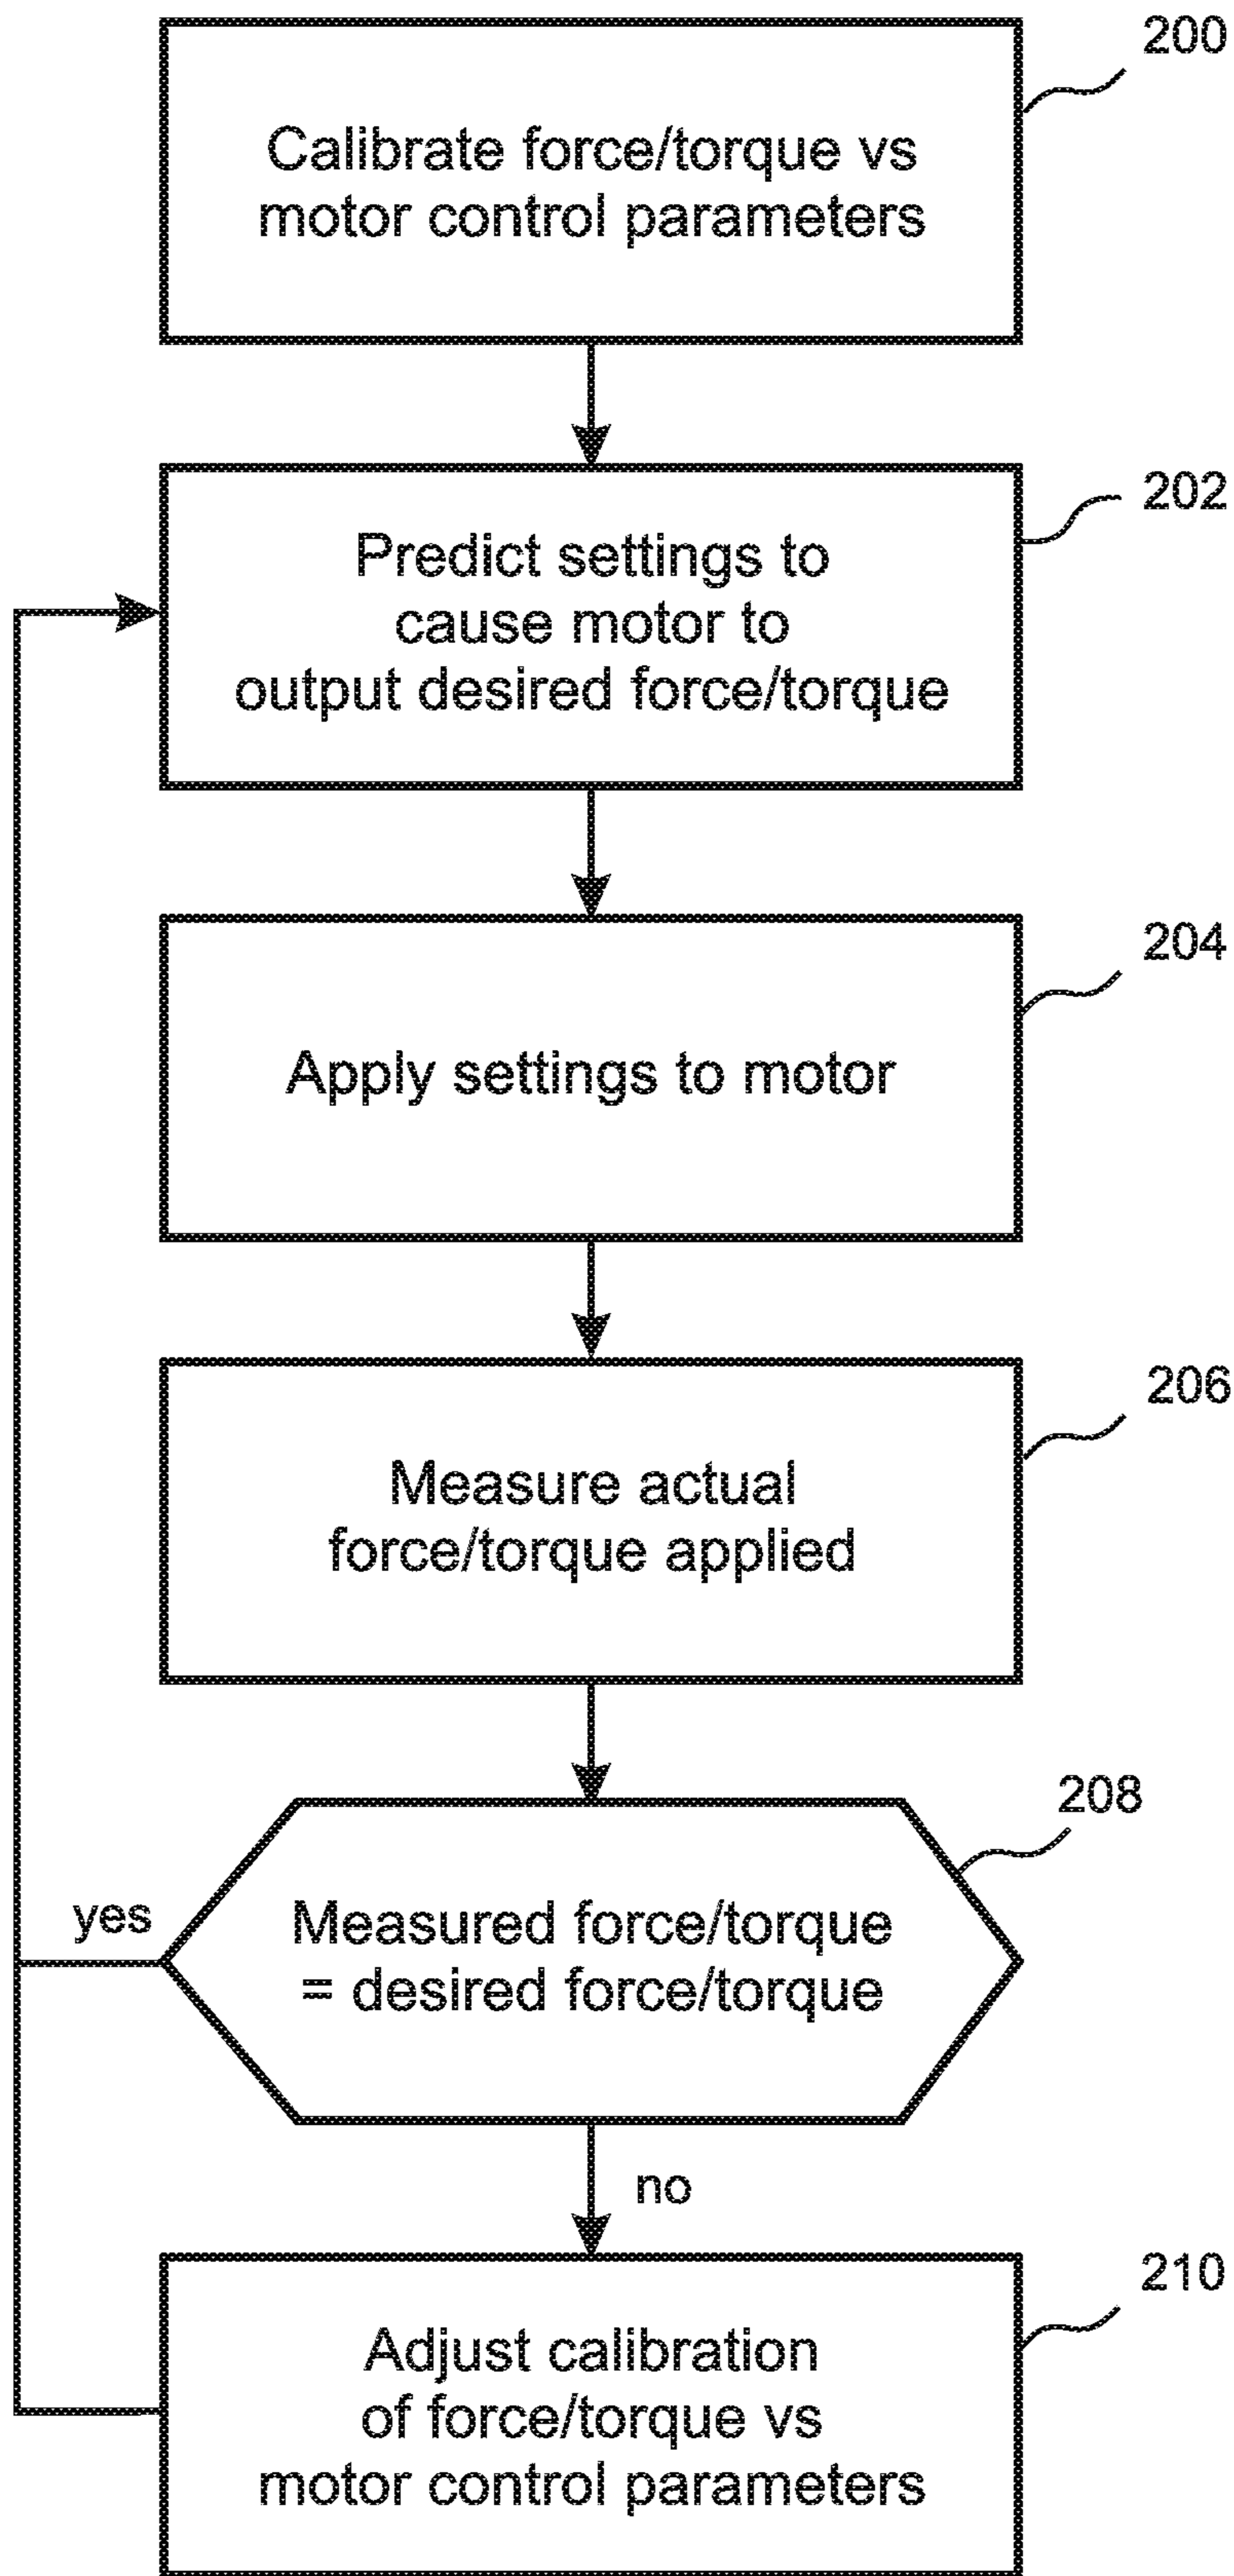 200
Calibrate force/torque vs
motor control parameters
202
Predict settings to
cause motor to
output desired force/torque
204
Apply settings to motor
206
Measure actual
force/torque applied
208
yes
Measured force/torque
= desired force/torque
no
210
Adjust calibration
of force/torque vs
motor control parameters